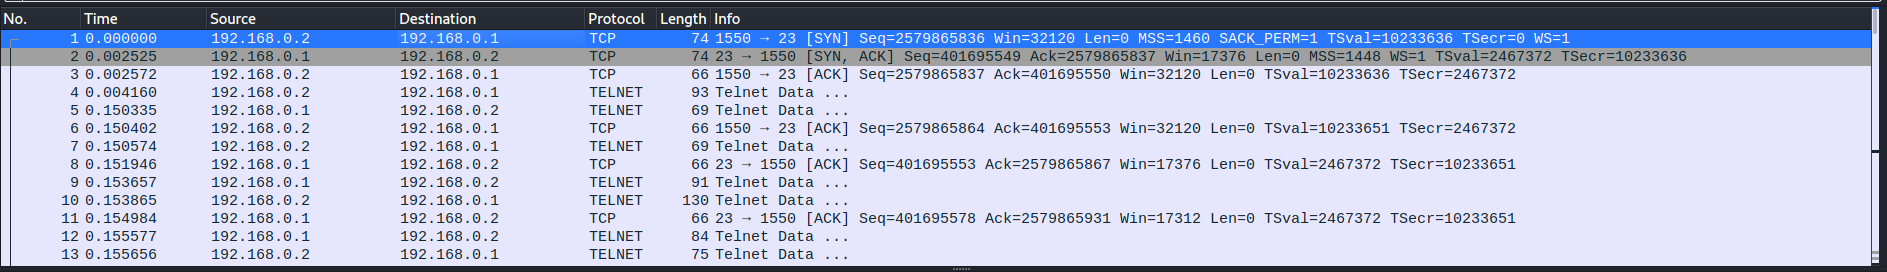 No. Time Source Destination Protocol Length Info
1 0.000000 192.168.0.2 192.168.0.1 TCP 74 1550 → 23 [SYN] Seq=2579865836 Win=32120 Len=0 MSS=1460 SACK_PERM=1 TSval=10233636 TSecr=0 WS=1
2 0.002525 192.168.0.1 192.168.0.2 TCP 74 23 → 1550 [SYN, ACK] Seq=401695549 Ack=2579865837 Win=17376 Len=0 MSS=1448 WS=1 TSval=2467372 TSecr=10233636
3 0.002572 192.168.0.2 192.168.0.1 TCP 66 1550 → 23 [ACK] Seq=2579865837 Ack=401695550 Win=32120 Len=0 TSval=10233636 TSecr=2467372
4 0.004160 192.168.0.2 192.168.0.1 TELNET 93 Telnet Data ...
5 0.150335 192.168.0.1 192.168.0.2 TELNET 69 Telnet Data ...
6 0.150402 192.168.0.2 192.168.0.1 TCP 66 1550 → 23 [ACK] Seq=2579865864 Ack=401695553 Win=32120 Len=0 TSval=10233651 TSecr=2467372
7 0.150574 192.168.0.2 192.168.0.1 TELNET 69 Telnet Data ...
8 0.151946 192.168.0.1 192.168.0.2 TCP 66 23 → 1550 [ACK] Seq=401695553 Ack=2579865867 Win=17376 Len=0 TSval=2467372 TSecr=10233651
9 0.153657 192.168.0.1 192.168.0.2 TELNET 91 Telnet Data ...
10 0.153865 192.168.0.2 192.168.0.1 TELNET 130 Telnet Data ...
11 0.154984 192.168.0.1 192.168.0.2 TCP 66 23 → 1550 [ACK] Seq=401695578 Ack=2579865931 Win=17312 Len=0 TSval=2467372 TSecr=10233651
12 0.155577 192.168.0.1 192.168.0.2 TELNET 84 Telnet Data ...
13 0.155656 192.168.0.2 192.168.0.1 TELNET 75 Telnet Data ...